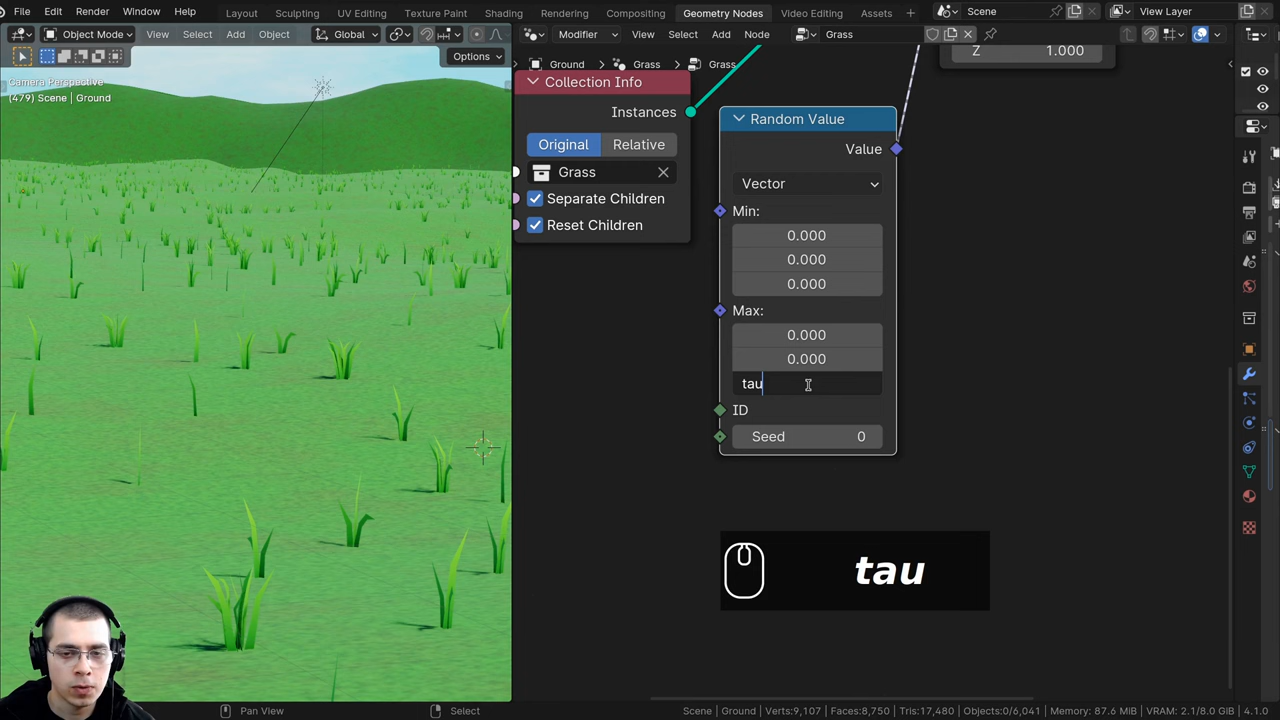 File Edit Render Window Help Layout Sculpting UV Editing Texture Paint Shading Rendering Compositing Geometry Nodes Video Editing Assets + Scene View Layer
Object Mode View Select Add Object Global Modifier View Select Add Node Grass
Options
Camera Perspective
(479) Scene | Ground
Ground Grass Grass
Z 1.000
Collection Info
Instances
Original Relative
Grass
Separate Children
Reset Children
Random Value
Value
Vector
Min:
0.000
0.000
0.000
Max:
0.000
0.000
tau
ID
Seed 0
tau
Pan View Select Scene | Ground Verts:9,107 | Faces:8,750 | Tris:17,480 | Objects:0/6,041 | Memory: 87.6 MiB | VRAM: 2.1/8.0 GiB | 4.1.0